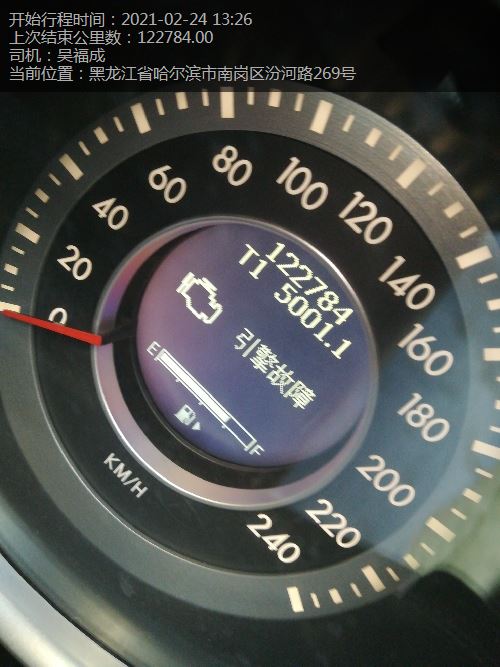 开始行程时间：2021-02-24 13:26
上次结束公里数：122784.00
司机：吴福成
当前位置：黑龙江省哈尔滨市南岗区汾河路269号
0
20
40
60
80
100
120
140
160
180
200
220
240
122784
T1 5001.1
引擎故障
E
F
KM/H